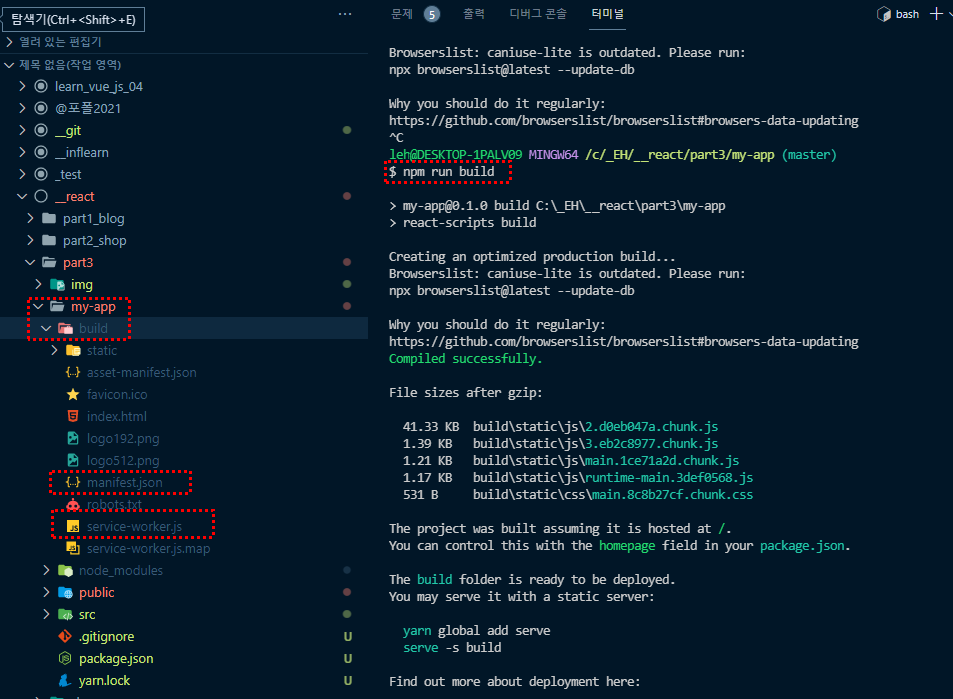 탐색기(Ctrl+<Shift>+E)
열려 있는 편집기
제목 없음(작업 영역)
learn_vue_js_04
@포폴2021
__git
__inflearn
_test
__react
part1_blog
part2_shop
part3
img
my-app
build
static
asset-manifest.json
favicon.ico
index.html
logo192.png
logo512.png
manifest.json
robots.txt
JS service-worker.js
service-worker.js.map
node_modules
public
src
.gitignore U
package.json U
yarn.lock U
문제 5 출력 디버그 콘솔 터미널 bash
Browserslist: caniuse-lite is outdated. Please run:
npx browserslist@latest --update-db
Why you should do it regularly:
https://github.com/browserslist/browserslist#browsers-data-updating
^C
leh@DESKTOP-1PALV09 MINGW64 /c/_EH/__react/part3/my-app (master)
$ npm run build
> my-app@0.1.0 build C:\_EH\__react\part3\my-app
> react-scripts build
Creating an optimized production build...
Browserslist: caniuse-lite is outdated. Please run:
npx browserslist@latest --update-db
Why you should do it regularly:
https://github.com/browserslist/browserslist#browsers-data-updating
Compiled successfully.
File sizes after gzip:
41.33 KB build\static\js\2.d0eb047a.chunk.js
1.39 KB build\static\js\3.eb2c8977.chunk.js
1.21 KB build\static\js\main.1ce71a2d.chunk.js
1.17 KB build\static\js\runtime-main.3def0568.js
531 B build\static\css\main.8c8b27cf.chunk.css
The project was built assuming it is hosted at /.
You can control this with the homepage field in your package.json.
The build folder is ready to be deployed.
You may serve it with a static server:
yarn global add serve
serve -s build
Find out more about deployment here: